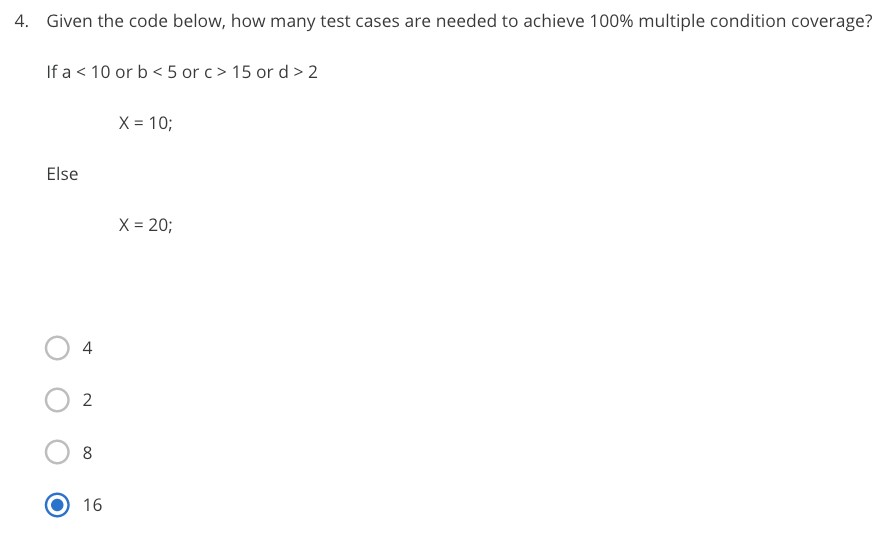 4. Given the code below, how many test cases are needed to achieve 100% multiple condition coverage?
If a < 10 or b < 5 or c > 15 or d > 2
X = 10;
Else
X = 20;
4
2
8
16